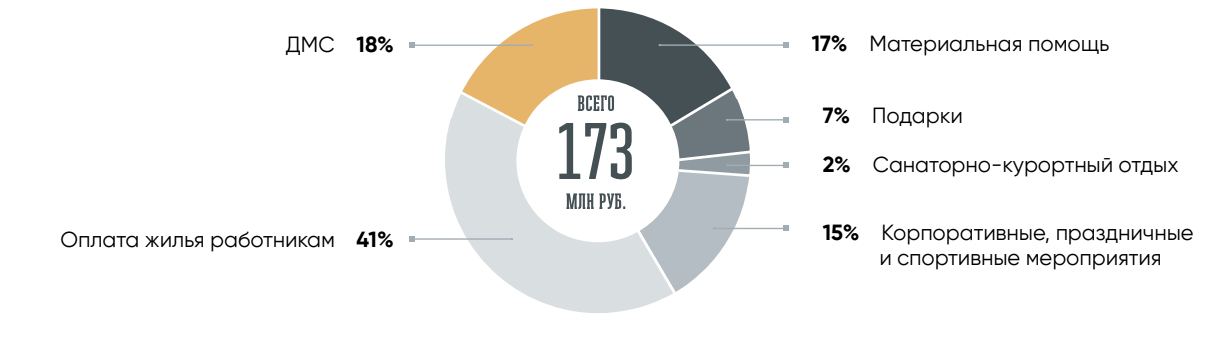 ДМС 18%
17% Материальная помощь
ВСЕГО
173
МЛН РУБ.
7% Подарки
2% Санаторно-курортный отдых
Оплата жилья работникам 41%
15% Корпоративные, праздничные
и спортивные мероприятия